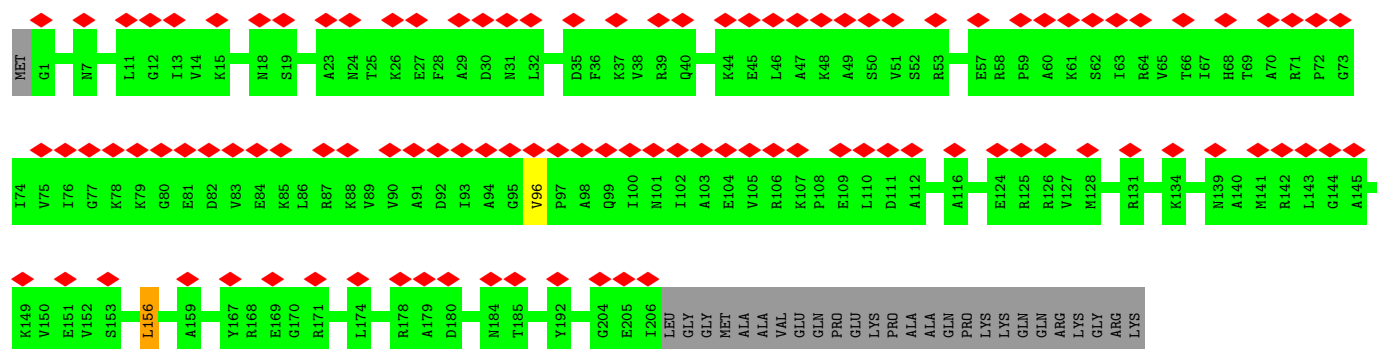 MET G1 N7 L11 G12 I13 V14 K15 N18 S19 A23 N24 T25 K26 E27 F28 A29 D30 N31 L32 D35 F36 K37 V38 R39 Q40 K44 E45 L46 A47 K48 A49 S50 V51 S52 R53 E57 R58 P59 A60 K61 S62 I63 R64 V65 T66 I67 H68 T69 A70 R71 P72 G73
I74 V75 I76 G77 K78 K79 G80 E81 D82 V83 E84 K85 L86 R87 K88 V89 V90 A91 D92 I93 A94 G95 V96 P97 A98 Q99 I100 N101 I102 A103 E104 V105 R106 K107 P108 E109 L110 D111 A112 A116 E124 R125 R126 V127 M128 R131 K134 N139 A140 M141 R142 L143 G144 A145
K149 V150 E151 V152 S153 L156 A159 Y167 R168 E169 G170 R171 L174 R178 A179 D180 N184 T185 Y192 G204 E205 I206 LEU GLY GLY MET ALA ALA VAL GLU GLN PRO GLU LYS PRO ALA ALA GLN PRO LYS LYS GLN GLN ARG LYS GLY ARG LYS